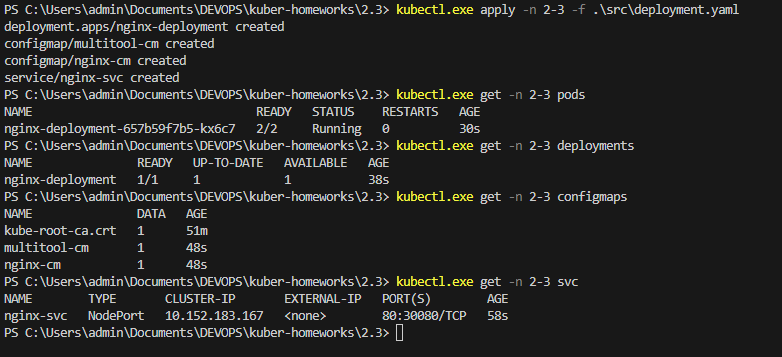 PS C:\Users\admin\Documents\DEVOPS\kuber-homeworks\2.3> kubectl.exe apply -n 2-3 -f .\src\deployment.yaml
deployment.apps/nginx-deployment created
configmap/multitool-cm created
configmap/nginx-cm created
service/nginx-svc created
PS C:\Users\admin\Documents\DEVOPS\kuber-homeworks\2.3> kubectl.exe get -n 2-3 pods
NAME READY STATUS RESTARTS AGE
nginx-deployment-657b59f7b5-kx6c7 2/2 Running 0 30s
PS C:\Users\admin\Documents\DEVOPS\kuber-homeworks\2.3> kubectl.exe get -n 2-3 deployments
NAME READY UP-TO-DATE AVAILABLE AGE
nginx-deployment 1/1 1 1 38s
PS C:\Users\admin\Documents\DEVOPS\kuber-homeworks\2.3> kubectl.exe get -n 2-3 configmaps
NAME DATA AGE
kube-root-ca.crt 1 51m
multitool-cm 1 48s
nginx-cm 1 48s
PS C:\Users\admin\Documents\DEVOPS\kuber-homeworks\2.3> kubectl.exe get -n 2-3 svc
NAME TYPE CLUSTER-IP EXTERNAL-IP PORT(S) AGE
nginx-svc NodePort 10.152.183.167 <none> 80:30080/TCP 58s
PS C:\Users\admin\Documents\DEVOPS\kuber-homeworks\2.3>